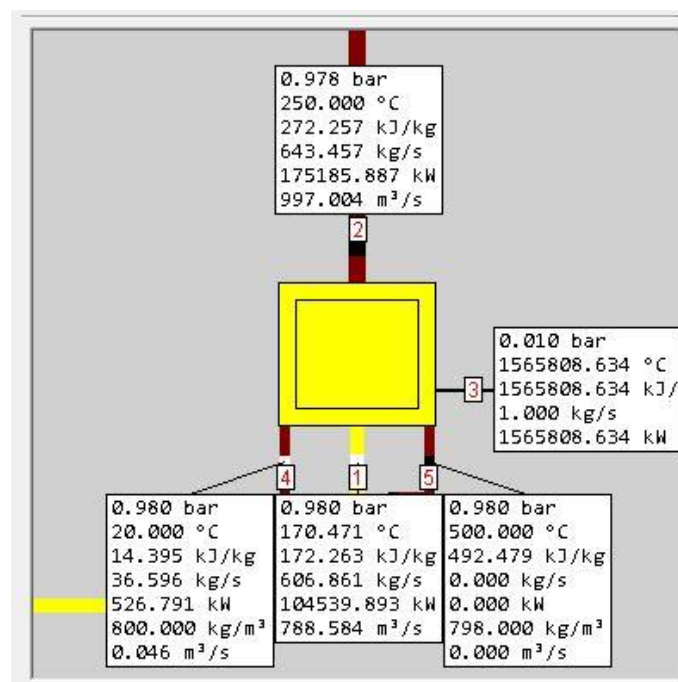 0.978 bar
250.000 °C
272.257 kJ/kg
643.457 kg/s
175185.887 kW
997.004 m³/s
2
0.010 bar
1565808.634 °C
1565808.634 kJ/
1.000 kg/s
1565808.634 kW
3
4
1
5
0.980 bar
20.000 °C
14.395 kJ/kg
36.596 kg/s
526.791 kW
800.000 kg/m³
0.046 m³/s
0.980 bar
170.471 °C
172.263 kJ/kg
606.861 kg/s
104539.893 kW
788.584 m³/s
0.980 bar
500.000 °C
492.479 kJ/kg
0.000 kg/s
0.000 kW
798.000 kg/m³
0.000 m³/s